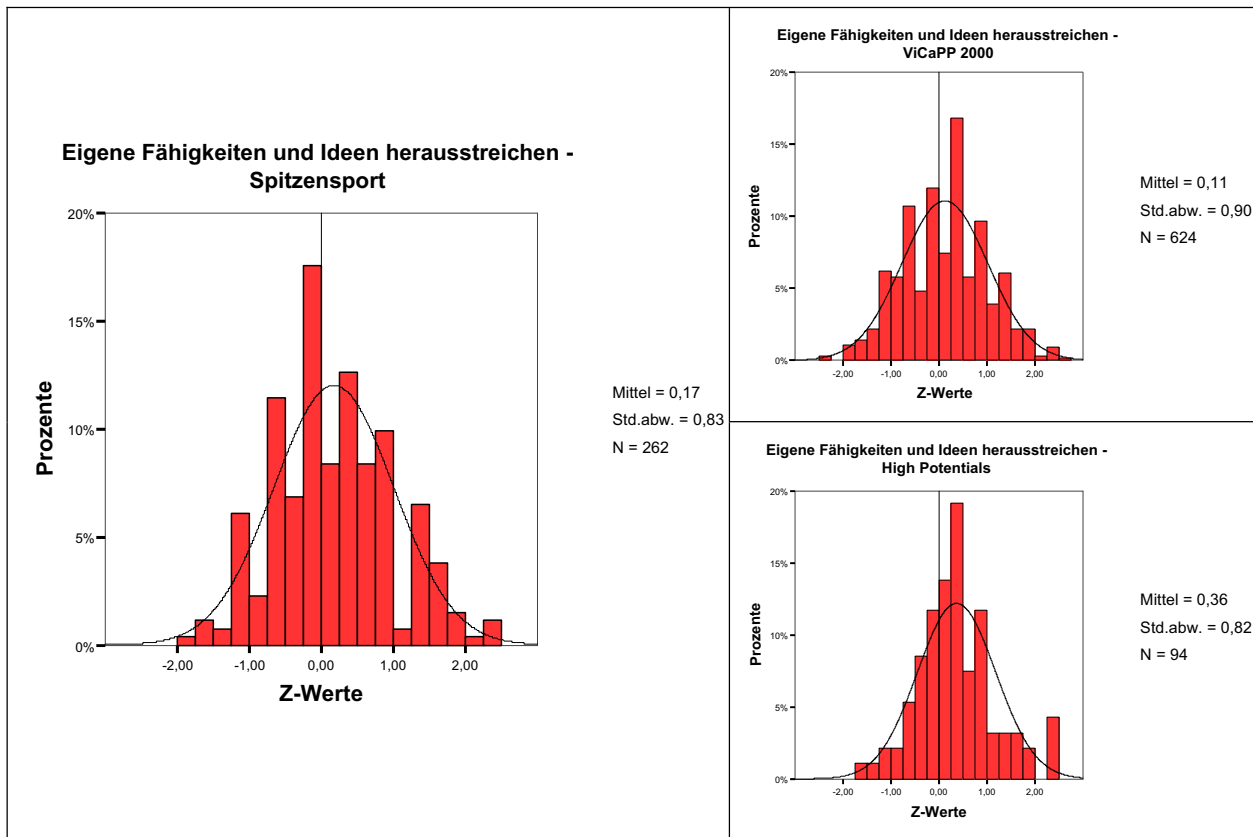 Eigene Fähigkeiten und Ideen herausstreichen -
Spitzensport
20%
15%
10%
5%
0%
Prozente
-2,00 -1,00 0,00 1,00 2,00
Z-Werte
Mittel = 0,17
Std.abw. = 0,83
N = 262
Eigene Fähigkeiten und Ideen herausstreichen -
ViCaPP 2000
20%
15%
10%
5%
0%
Prozente
-2,00 -1,00 0,00 1,00 2,00
Z-Werte
Mittel = 0,11
Std.abw. = 0,90
N = 624
Eigene Fähigkeiten und Ideen herausstreichen -
High Potentials
20%
15%
10%
5%
0%
Prozente
-2,00 -1,00 0,00 1,00 2,00
Z-Werte
Mittel = 0,36
Std.abw. = 0,82
N = 94